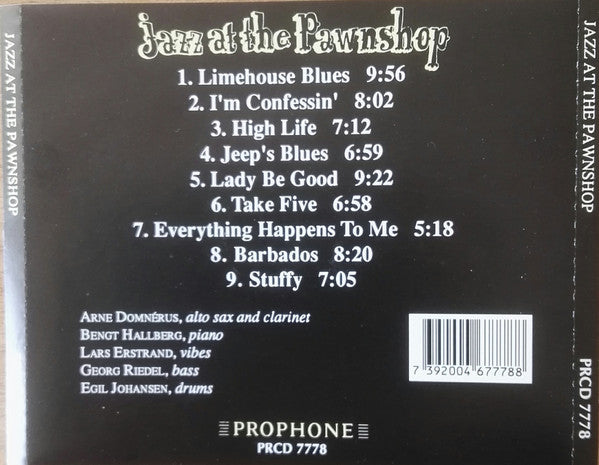 Jazz at the Pawnshop
1. Limehouse Blues 9:56
2. I'm Confessin' 8:02
3. High Life 7:12
4. Jeep's Blues 6:59
5. Lady Be Good 9:22
6. Take Five 6:58
7. Everything Happens To Me 5:18
8. Barbados 8:20
9. Stuffy 7:05
ARNE DOMNÉRUS, alto sax and clarinet
BENGT HALLBERG, piano
LARS ERSTRAND, vibes
GEORG RIEDEL, bass
EGIL JOHANSEN, drums
7 392004 677788
PROPHONE
PRCD 7778
JAZZ AT THE PAWNSHOP
JAZZ AT THE PAWNSHOP
PRCD 7778